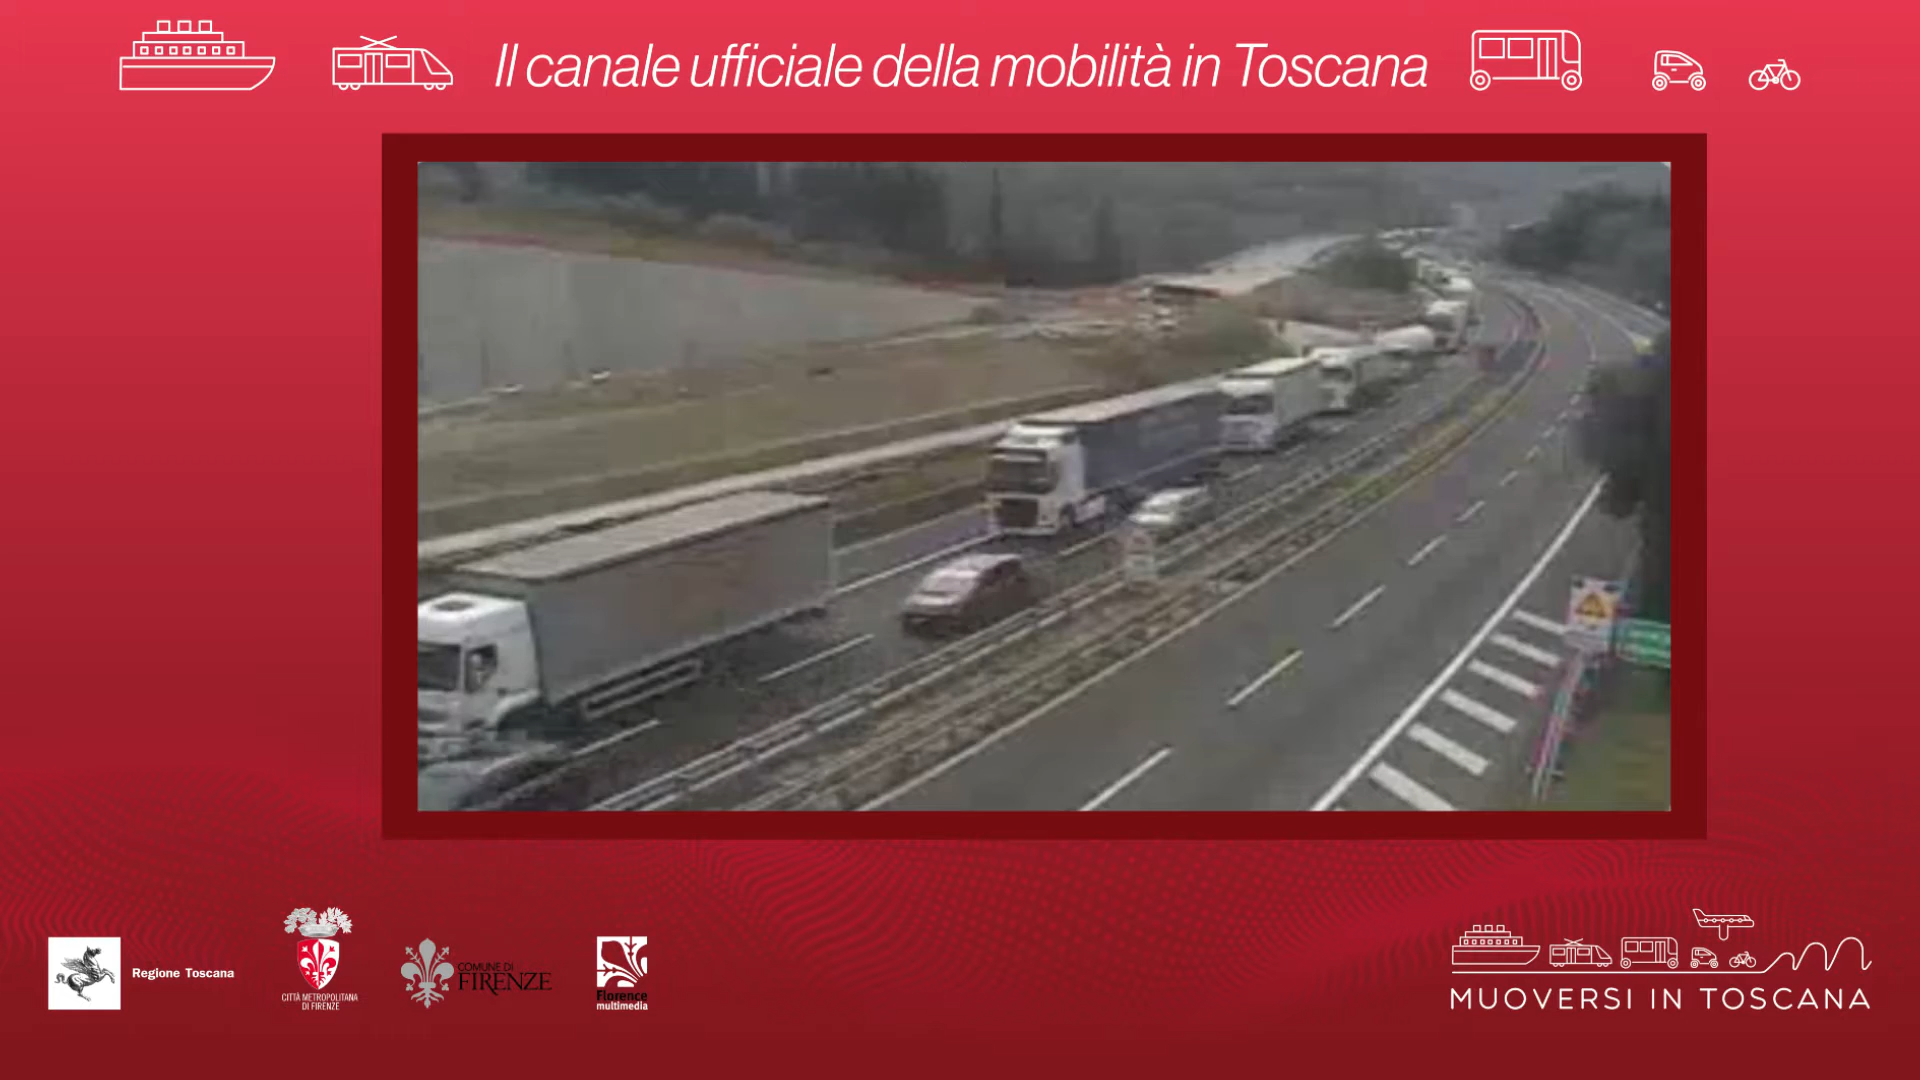 Il canale ufficiale della mobilità in Toscana
Regione Toscana
CITTÀ METROPOLITANA
DI FIRENZE
COMUNE DI
FIRENZE
Florence
multimedia
MUOVERSI IN TOSCANA